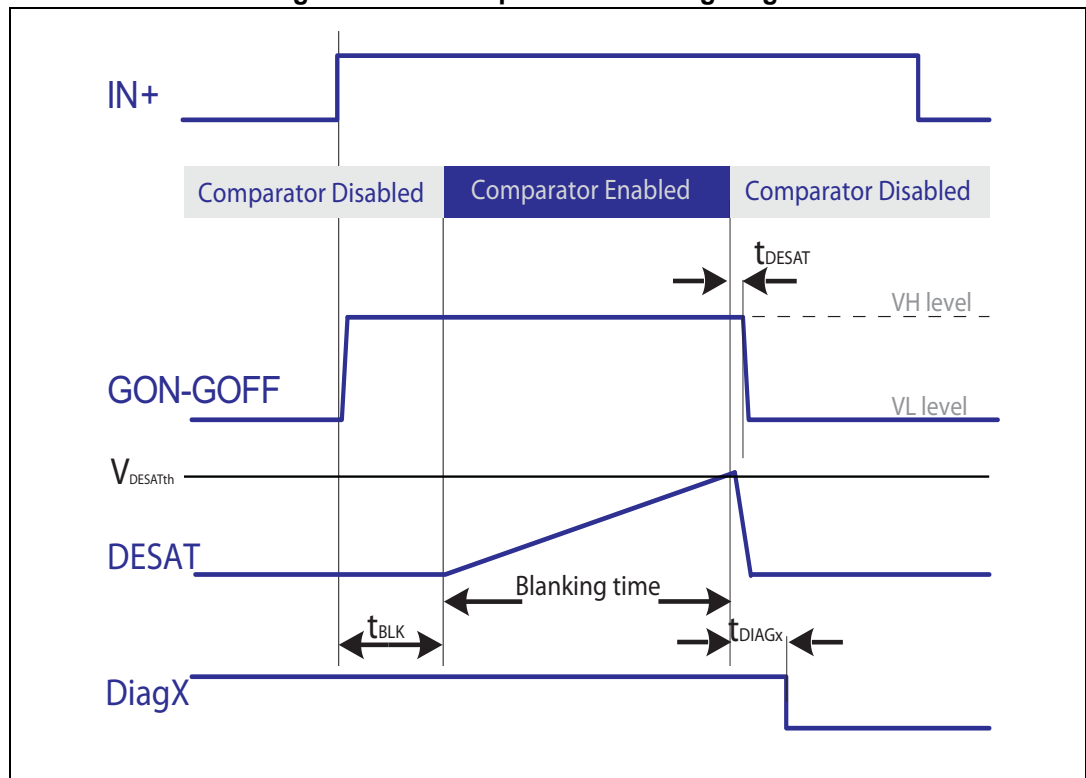 IN+
Comparator Disabled
Comparator Enabled
Comparator Disabled
tDESAT
VH level
GON-GOFF
VL level
VDESATth
DESAT
Blanking time
tBLK
tDIAGx
DiagX